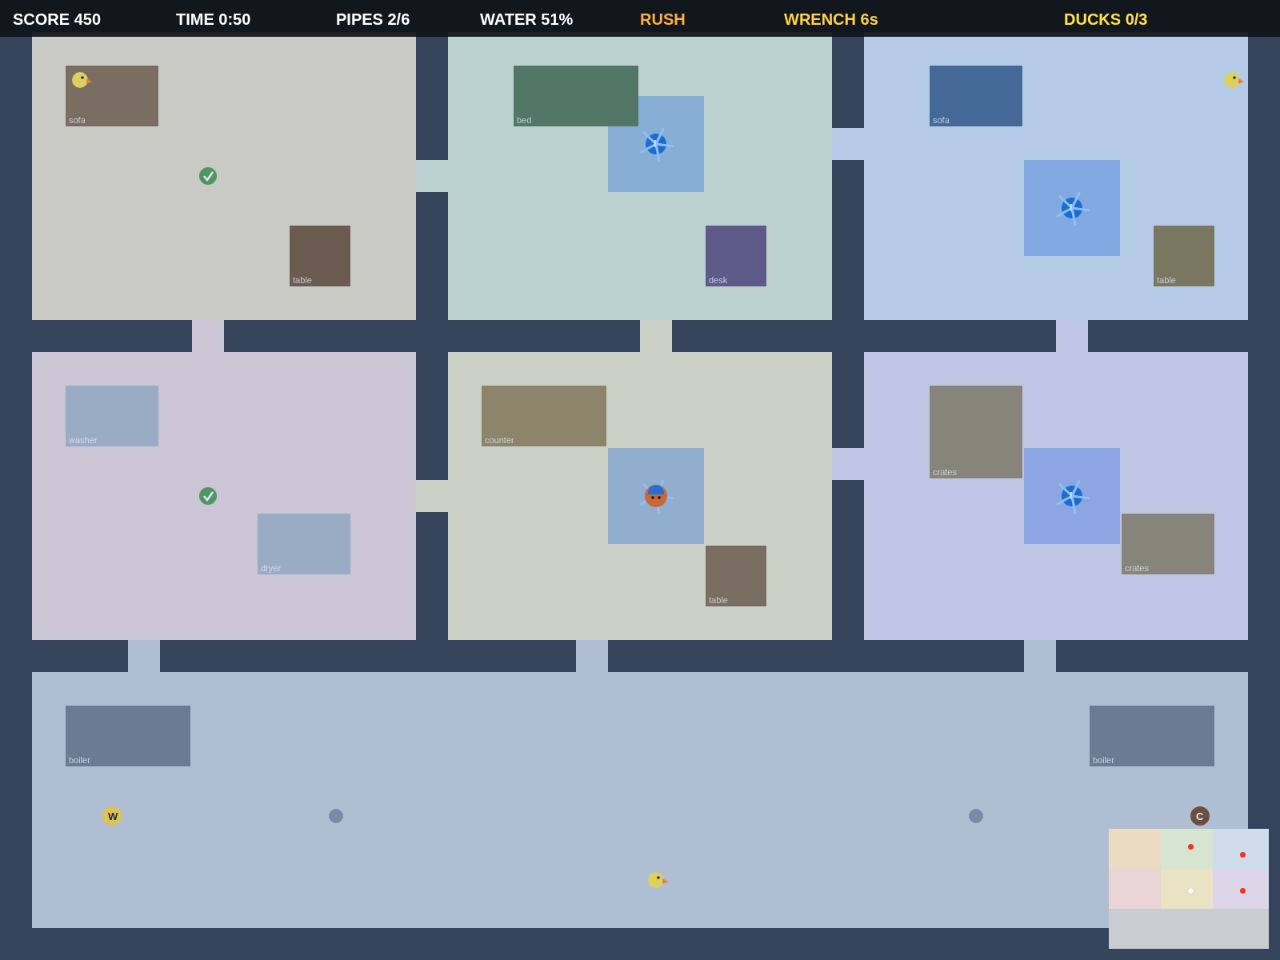 SCORE 450 TIME 0:50 PIPES 2/6 WATER 51% RUSH WRENCH 6s DUCKS 0/3
sofa
bed
sofa
table
desk
table
washer
counter
crates
dryer
table
crates
boiler
boiler
W
C